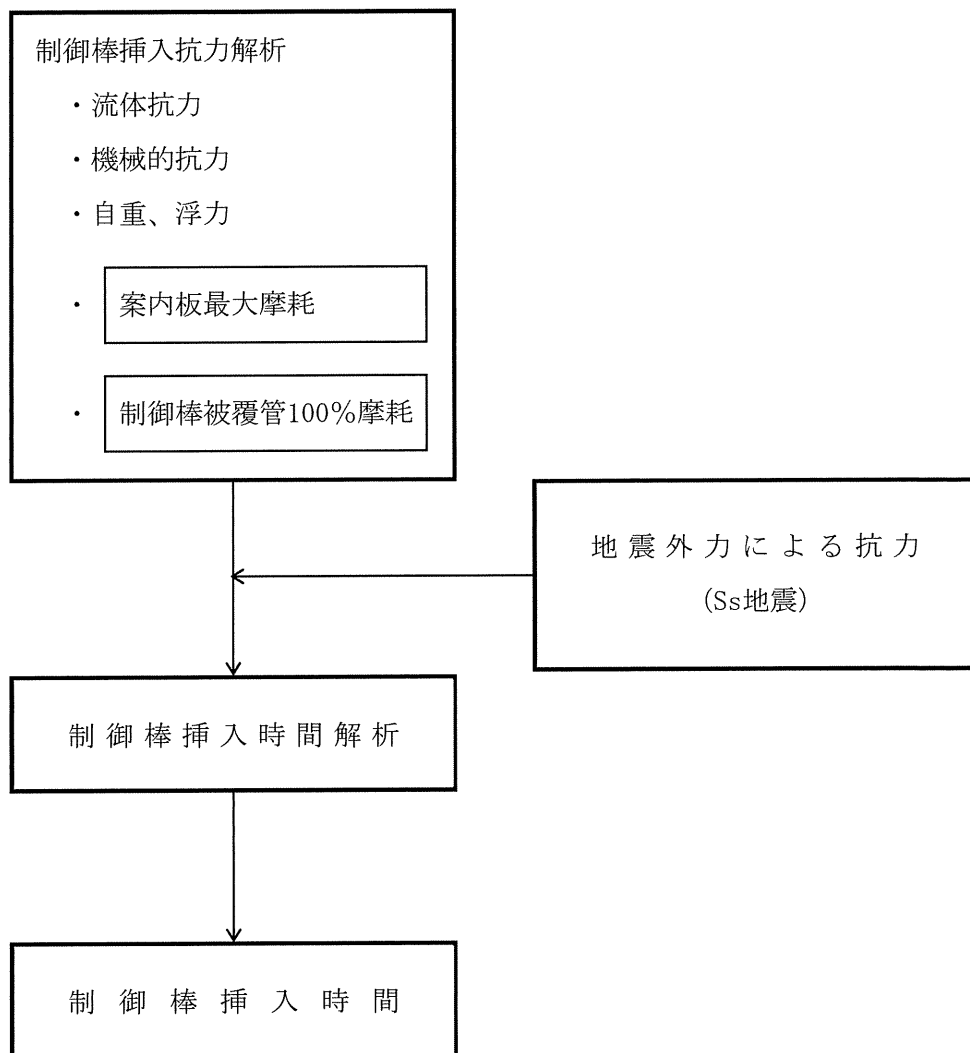 制御棒挿入抗力解析
・流体抗力
・機械的抗力
・自重、浮力
・案内板最大摩耗
・制御棒被覆管100%摩耗
地震外力による抗力
(Ss地震)
制御棒挿入時間解析
制御棒挿入時間